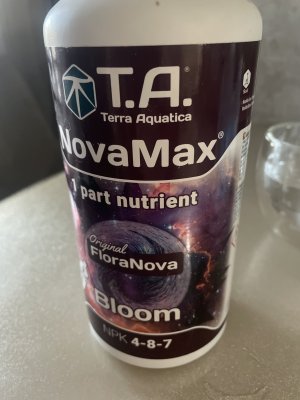 T.A.®
Terra Aquatica
NovaMax®
1 part nutrient
Original
FloraNova
Bloom
NPK 4-8-7